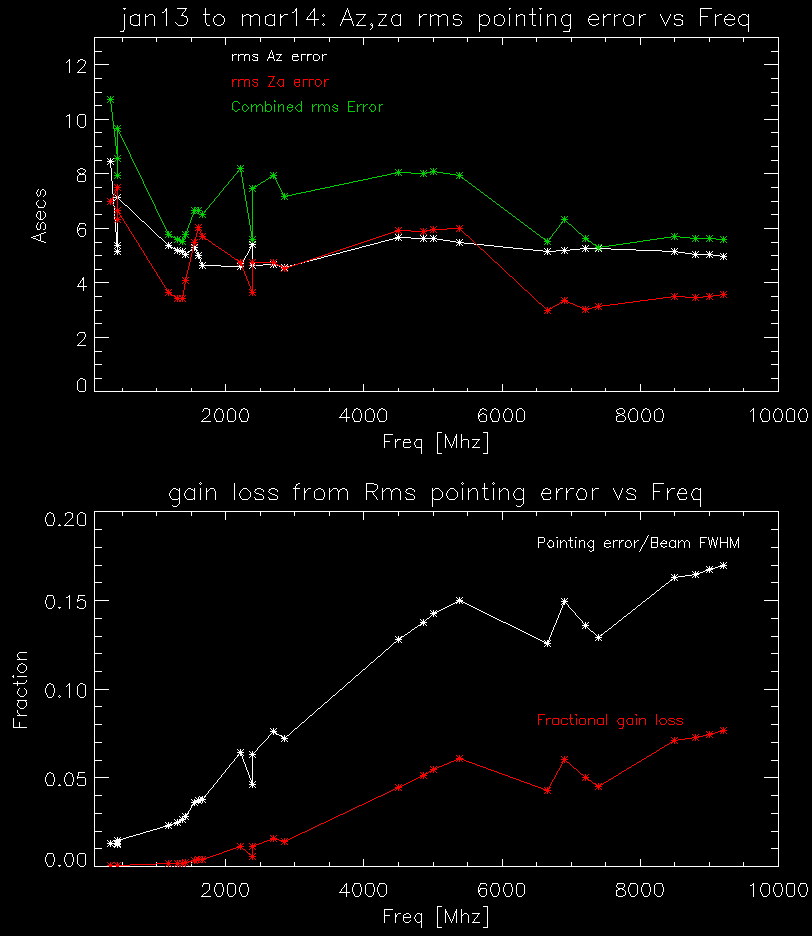 jan13 to mar14: Az,za rms pointing error vs Freq
rms Az error
rms Za error
Combined rms Error
12
10
8
6
4
2
0
Asecs
2000 4000 6000 8000 10000
Freq [Mhz]
gain loss from Rms pointing error vs Freq
Pointing error/Beam FWHM
Fractional gain loss
0.20
0.15
0.10
0.05
0.00
Fraction
2000 4000 6000 8000 10000
Freq [Mhz]